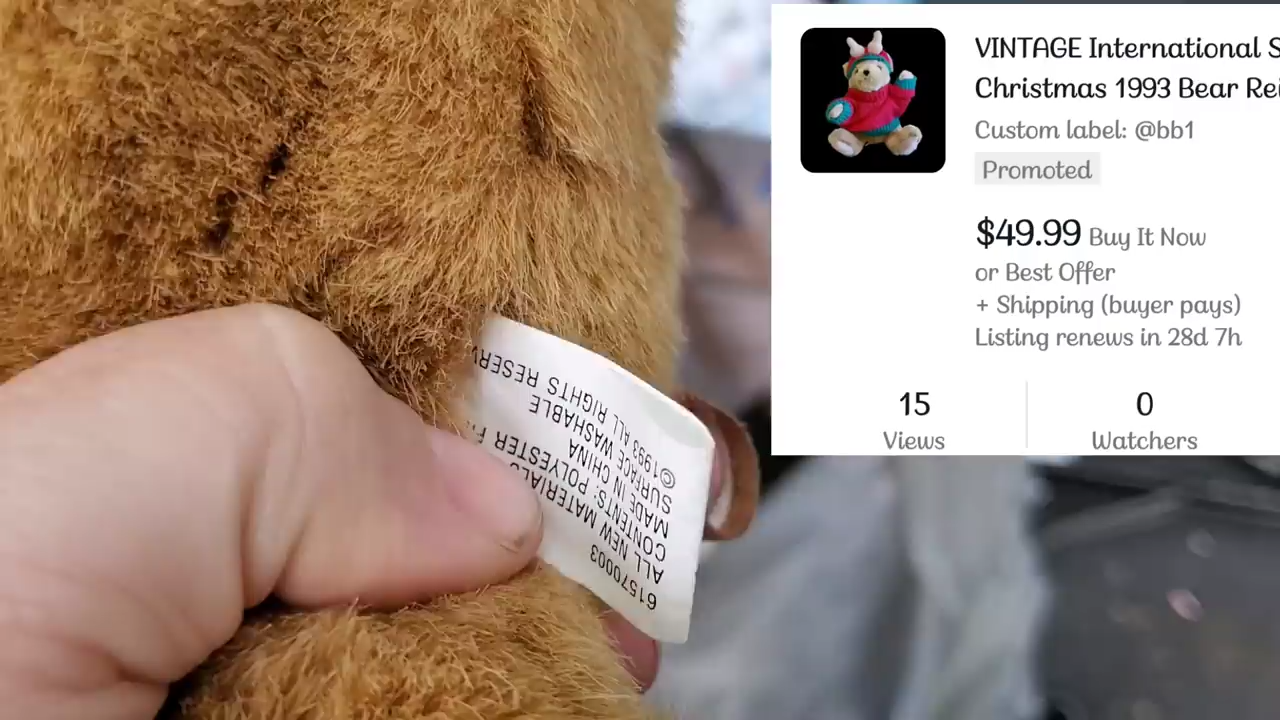 VINTAGE International S
Christmas 1993 Bear Rei
Custom label: @bb1
Promoted
$49.99 Buy It Now
or Best Offer
+ Shipping (buyer pays)
Listing renews in 28d 7h
15
Views
0
Watchers
61570003
ALL NEW MATERIALS
CONTENTS: POLYESTER F
MADE IN CHINA
SURFACE WASHABLE
©1993 ALL RIGHTS RESERV